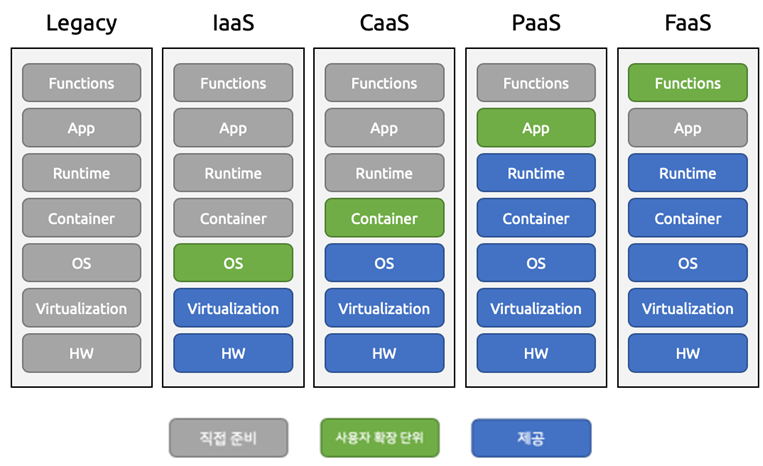 Legacy IaaS CaaS PaaS FaaS
Functions Functions Functions Functions Functions
App App App App App
Runtime Runtime Runtime Runtime Runtime
Container Container Container Container Container
OS OS OS OS OS
Virtualization Virtualization Virtualization Virtualization Virtualization
HW HW HW HW HW
직접 준비 사용자 확장 단위 제공